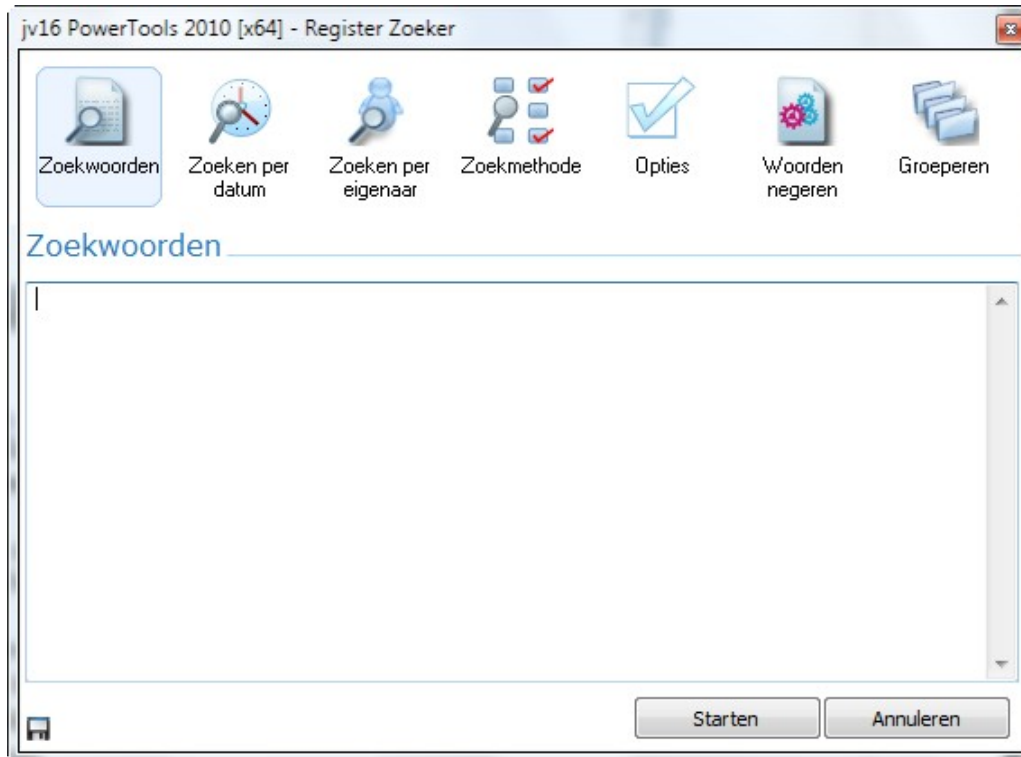 jv16 PowerTools 2010 [x64] - Register Zoeker
Zoekwoorden
Zoeken per datum
Zoeken per eigenaar
Zoekmethode
Opties
Woorden negeren
Groeperen
Zoekwoorden
Starten
Annuleren